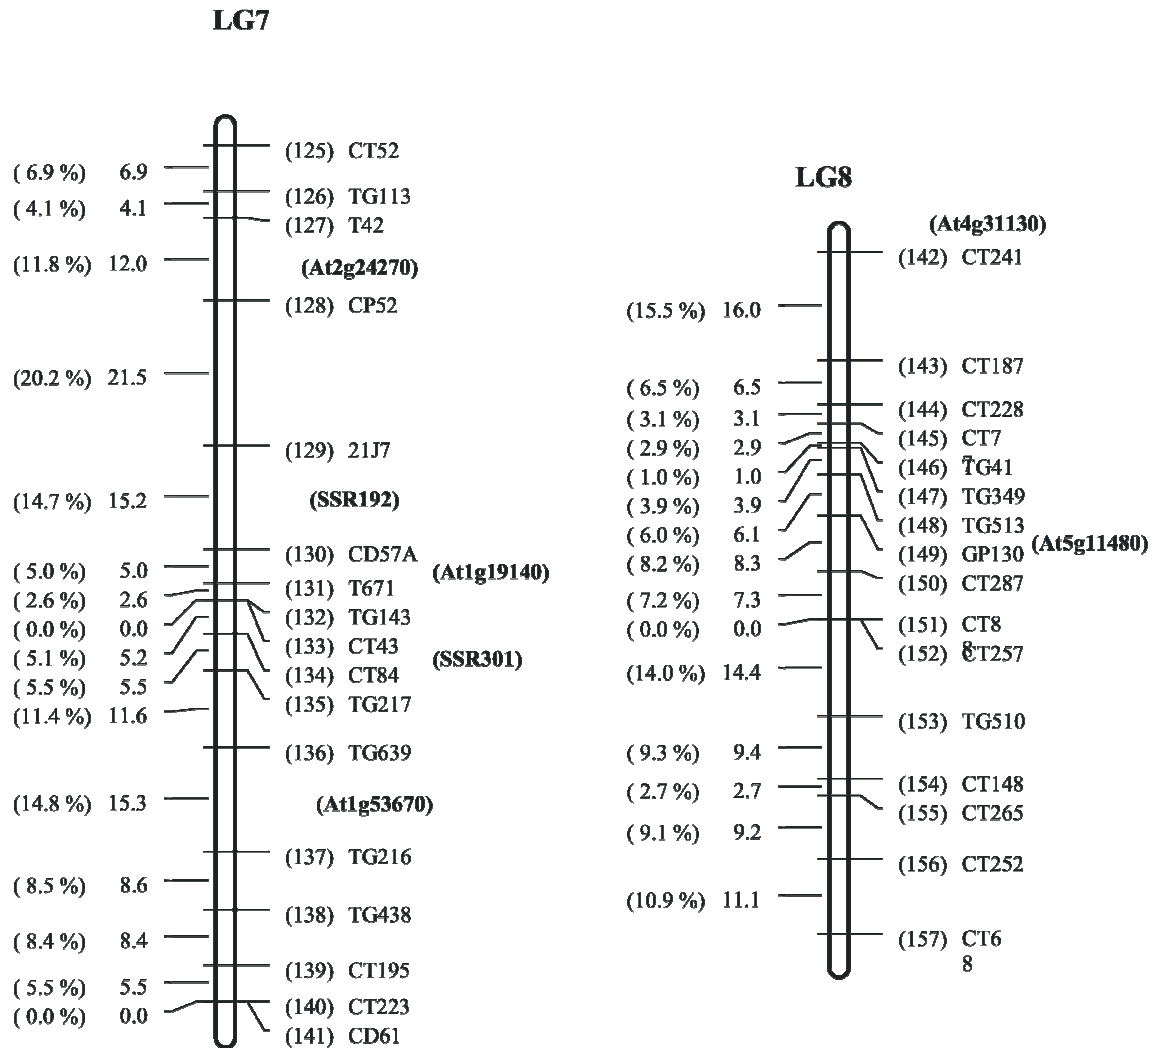 LG7
(125) CT52
( 6.9 %) 6.9
(126) TG113
( 4.1 %) 4.1
(127) T42
(11.8 %) 12.0
(At2g24270)
(128) CP52
(20.2 %) 21.5
(129) 21J7
(14.7 %) 15.2
(SSR192)
(130) CD57A
( 5.0 %) 5.0
(At1g19140)
(131) T671
( 2.6 %) 2.6
(132) TG143
( 0.0 %) 0.0
(133) CT43
( 5.1 %) 5.2
(SSR301)
(134) CT84
( 5.5 %) 5.5
(135) TG217
(11.4 %) 11.6
(136) TG639
(14.8 %) 15.3
(At1g53670)
(137) TG216
( 8.5 %) 8.6
(138) TG438
( 8.4 %) 8.4
(139) CT195
( 5.5 %) 5.5
(140) CT223
( 0.0 %) 0.0
(141) CD61
LG8
(At4g31130)
(142) CT241
(15.5 %) 16.0
(143) CT187
( 6.5 %) 6.5
(144) CT228
( 3.1 %) 3.1
(145) CT7
7
( 2.9 %) 2.9
(146) TG41
( 1.0 %) 1.0
(147) TG349
( 3.9 %) 3.9
(148) TG513
( 6.0 %) 6.1
(149) GP130
(At5g11480)
( 8.2 %) 8.3
(150) CT287
( 7.2 %) 7.3
(151) CT8
8
( 0.0 %) 0.0
(152) CT257
(14.0 %) 14.4
(153) TG510
( 9.3 %) 9.4
(154) CT148
( 2.7 %) 2.7
(155) CT265
( 9.1 %) 9.2
(156) CT252
(10.9 %) 11.1
(157) CT6
8